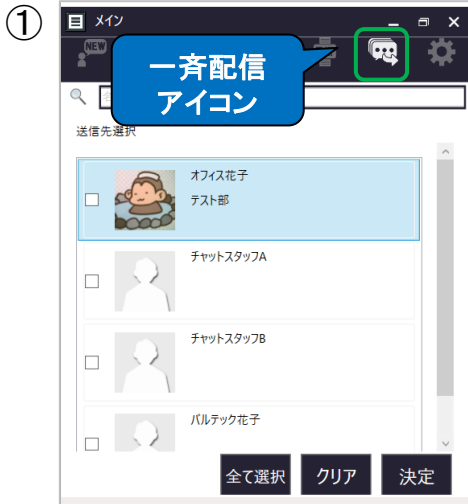 ①
メイン
NEW
一斉配信
アイコン
送信先選択
オフィス花子
テスト部
チャットスタッフA
チャットスタッフB
バルテック花子
全て選択
クリア
決定